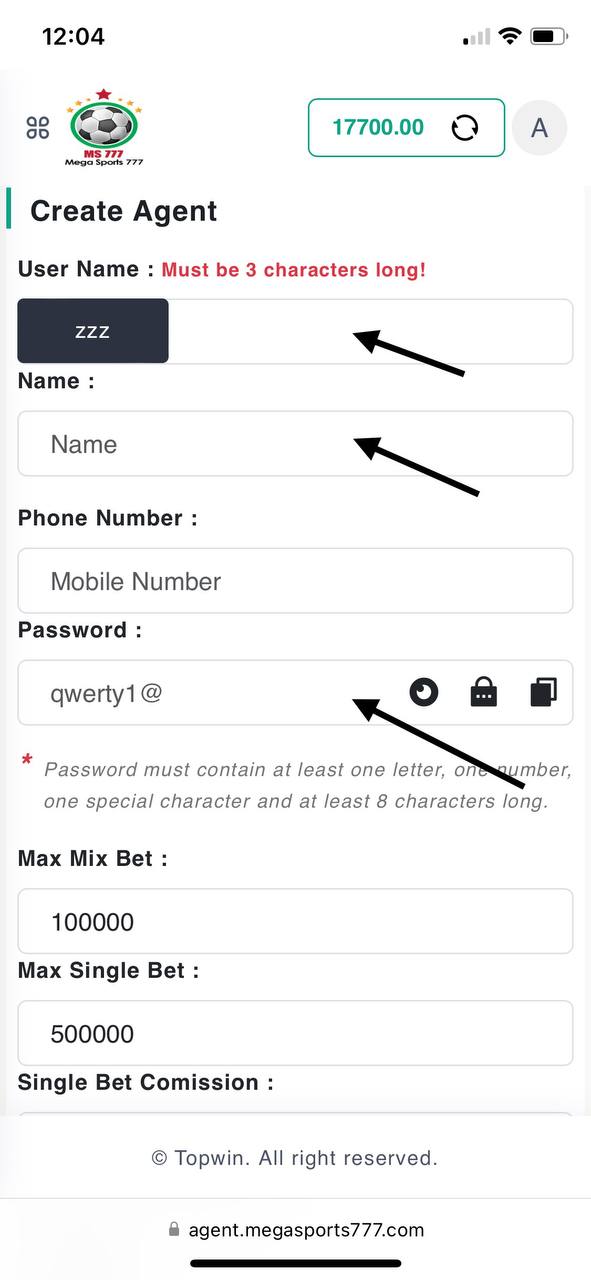 12:04
MS 777
Mega Sports 777
17700.00
A
Create Agent
User Name : Must be 3 characters long!
zzz
Name :
Name
Phone Number :
Mobile Number
Password :
qwerty1@
* Password must contain at least one letter, one number,
one special character and at least 8 characters long.
Max Mix Bet :
100000
Max Single Bet :
500000
Single Bet Comission :
© Topwin. All right reserved.
agent.megasports777.com